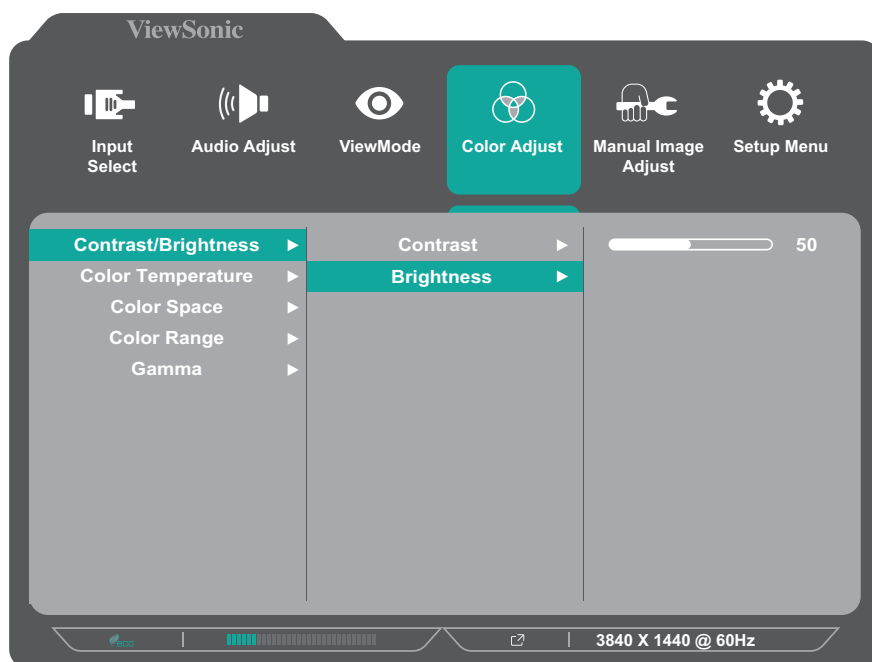 ViewSonic
Input Select
Audio Adjust
ViewMode
Color Adjust
Manual Image Adjust
Setup Menu
Contrast/Brightness
Contrast
50
Color Temperature
Brightness
Color Space
Color Range
Gamma
eco
3840 X 1440 @ 60Hz